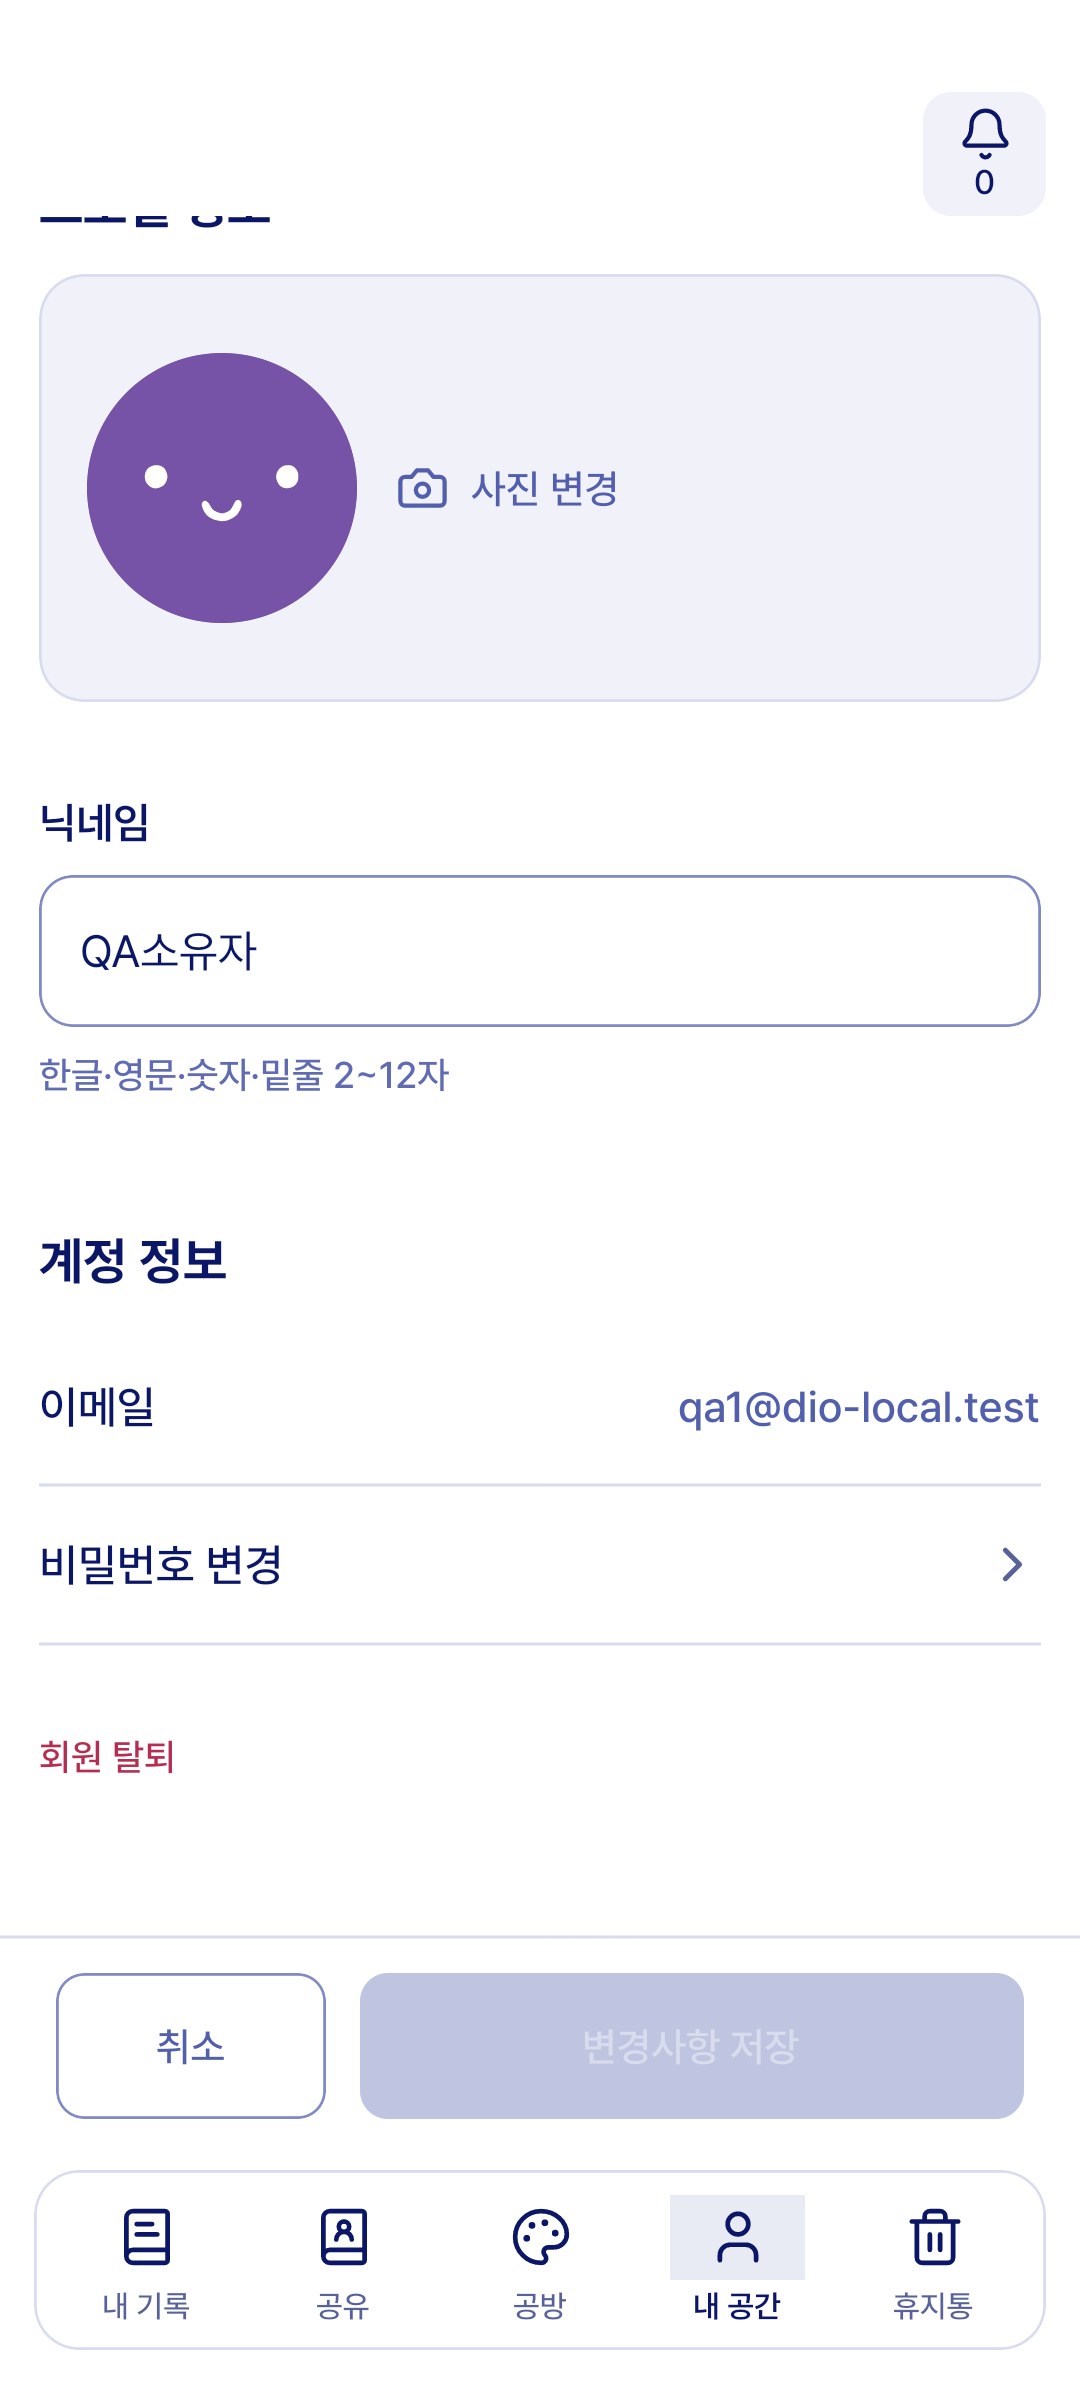 0
사진 변경
닉네임
QA소유자
한글·영문·숫자·밑줄 2~12자
계정 정보
이메일
qa1@dio-local.test
비밀번호 변경
회원 탈퇴
취소
변경사항 저장
내 기록
공유
공방
내 공간
휴지통